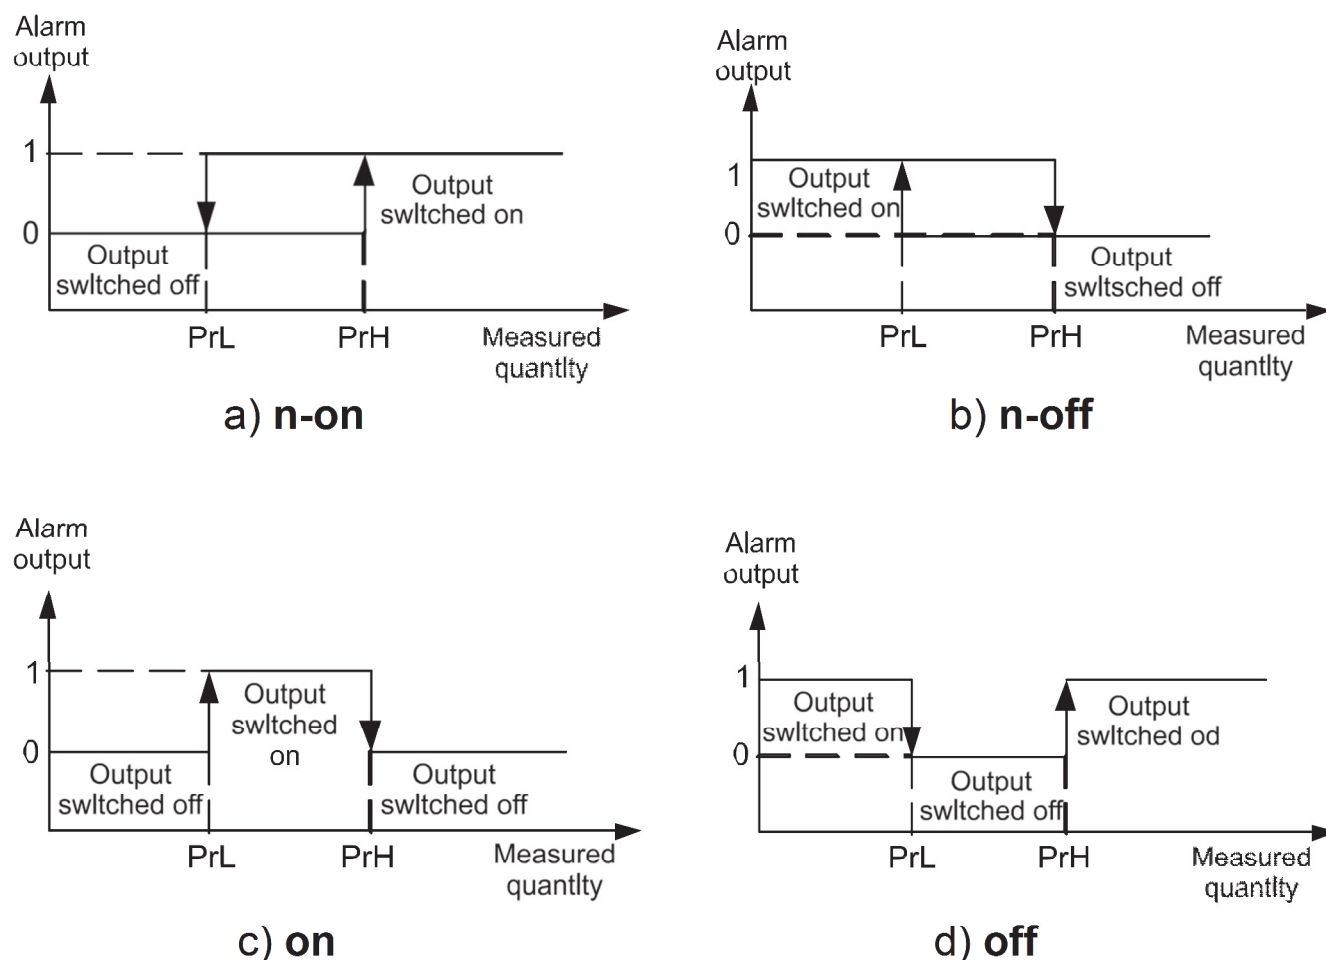 Alarm
output
1
0
Output
swltched on
Output
swltched off
PrL
PrH
Measured
quantlty
a) n-on
Alarm
output
1
0
Output
swltched on
Output
swltsched off
PrL
PrH
Measured
quantlty
b) n-off
Alarm
output
1
0
Output
swltched
on
Output
swltched off
Output
swltched off
PrL
PrH
Measured
quantlty
c) on
Alarm
output
1
0
Output
swltched on
Output
swltched od
Output
swltched off
PrL
PrH
Measured
quantlty
d) off